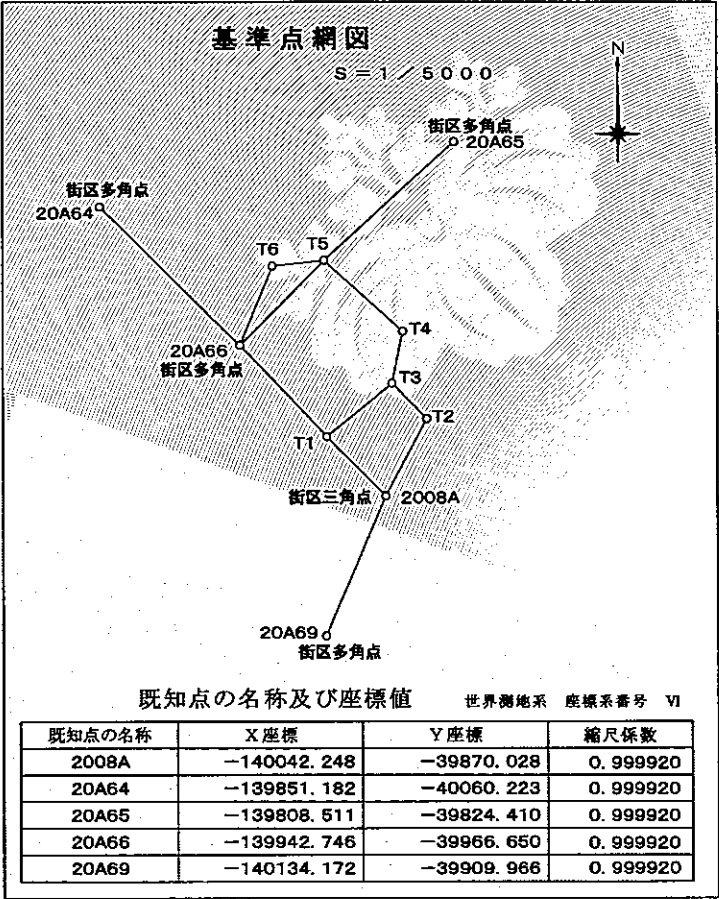 基準点網図
S=1/5000
N
街区多角点
20A65
街区多角点
20A64
T6
T5
T4
20A66
街区多角点
T3
T2
T1
街区三角点
2008A
20A69
街区多角点
既知点の名称及び座標値 世界測地系 座標系番号 Ⅵ
既知点の名称 X座標 Y座標 縮尺係数
2008A −140042.248 −39870.028 0.999920
20A64 −139851.182 −40060.223 0.999920
20A65 −139808.511 −39824.410 0.999920
20A66 −139942.746 −39966.650 0.999920
20A69 −140134.172 −39909.966 0.999920